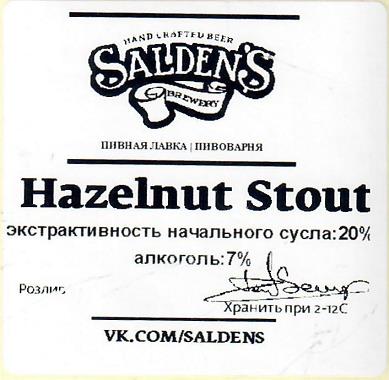 HAND CRAFTED BEER
SALDEN'S
BREWERY
ПИВНАЯ ЛАВКА | ПИВОВАРНЯ
Hazelnut Stout
экстрактивность начального сусла:20%
алкоголь:7%
Розлив
Хранить при 2-12С
VK.COM/SALDENS